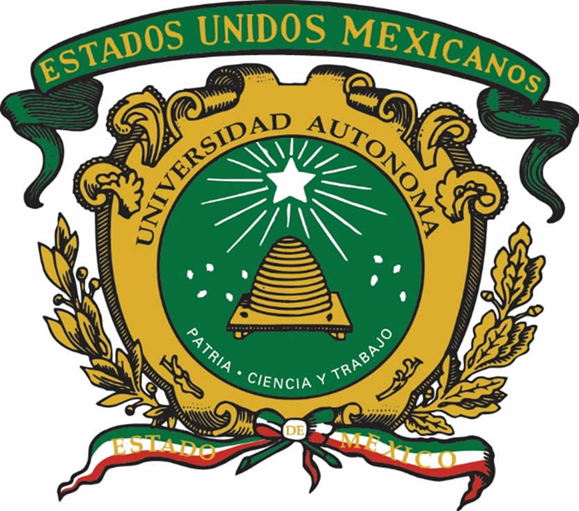 ESTADOS UNIDOS MEXICANOS
UNIVERSIDAD AUTONOMA
PATRIA · CIENCIA Y TRABAJO
ESTADO DE MEXICO